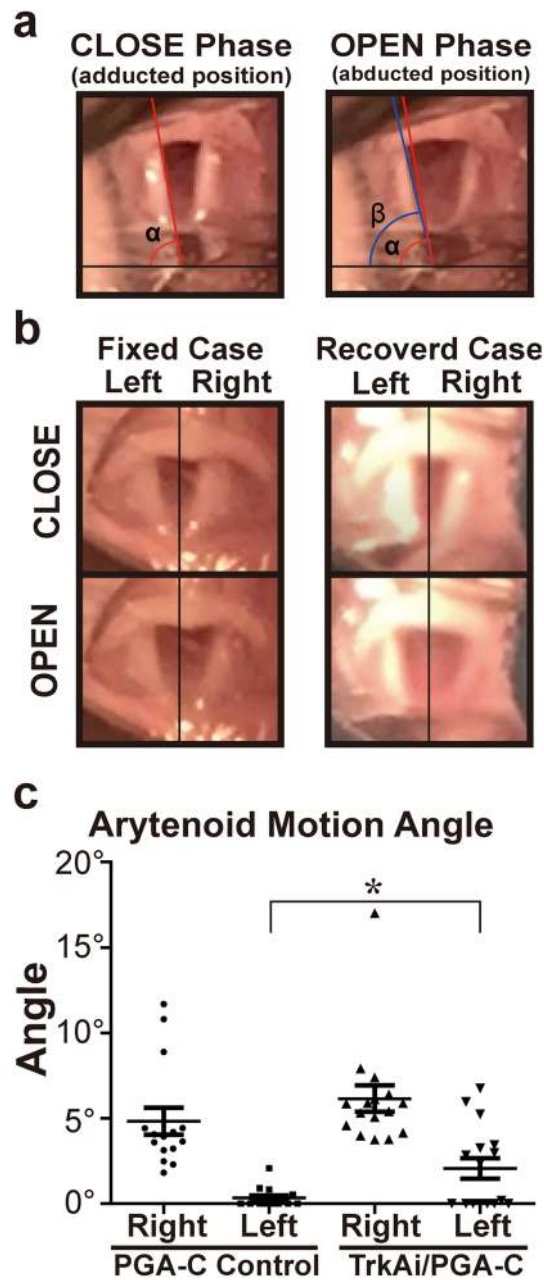 a
CLOSE Phase
(adducted position)
OPEN Phase
(abducted position)
α
β
α
b
Fixed Case
Left Right
Recoverd Case
Left Right
CLOSE
OPEN
c
Arytenoid Motion Angle
Angle
20°
15°
10°
5°
0°
*
Right Left Right Left
PGA-C Control TrkAi/PGA-C